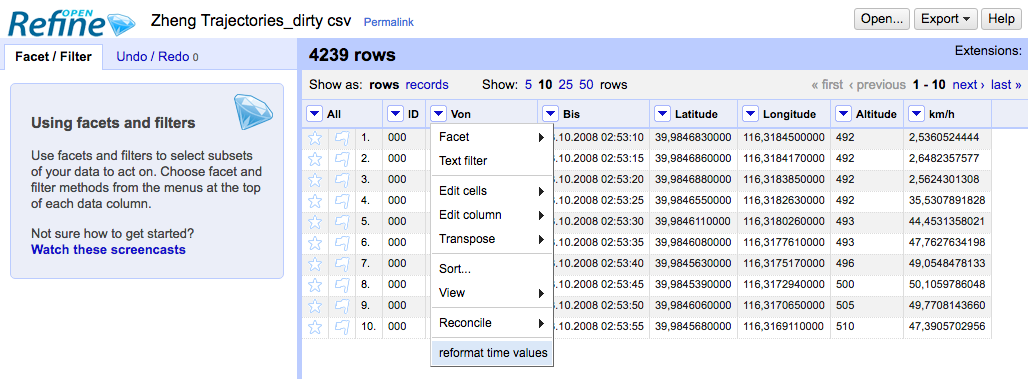 OPEN
Refine Zheng Trajectories_dirty csv Permalink Open... Export Help
Facet / Filter Undo / Redo 0
4239 rows Extensions:
Show as: rows records Show: 5 10 25 50 rows « first ‹ previous 1 - 10 next › last »
Using facets and filters
Use facets and filters to select subsets
of your data to act on. Choose facet and
filter methods from the menus at the top
of each data column.
Not sure how to get started?
Watch these screencasts
All ID Von Bis Latitude Longitude Altitude km/h
1. 000 .10.2008 02:53:10 39,9846830000 116,3184500000 492 2,5360524444
2. 000 .10.2008 02:53:15 39,9846860000 116,3184170000 492 2,6482357577
3. 000 .10.2008 02:53:20 39,9846880000 116,3183850000 492 2,5624301308
4. 000 .10.2008 02:53:25 39,9846550000 116,3182630000 492 35,5307891828
5. 000 .10.2008 02:53:30 39,9846110000 116,3180260000 493 44,4531358021
6. 000 .10.2008 02:53:35 39,9846080000 116,3177610000 493 47,7627634198
7. 000 .10.2008 02:53:40 39,9845630000 116,3175170000 496 49,0548478133
8. 000 .10.2008 02:53:45 39,9845390000 116,3172940000 500 50,1059786048
9. 000 .10.2008 02:53:50 39,9846060000 116,3170650000 505 49,7708143660
10. 000 .10.2008 02:53:55 39,9845680000 116,3169110000 510 47,3905702956
Facet
Text filter
Edit cells
Edit column
Transpose
Sort...
View
Reconcile
reformat time values